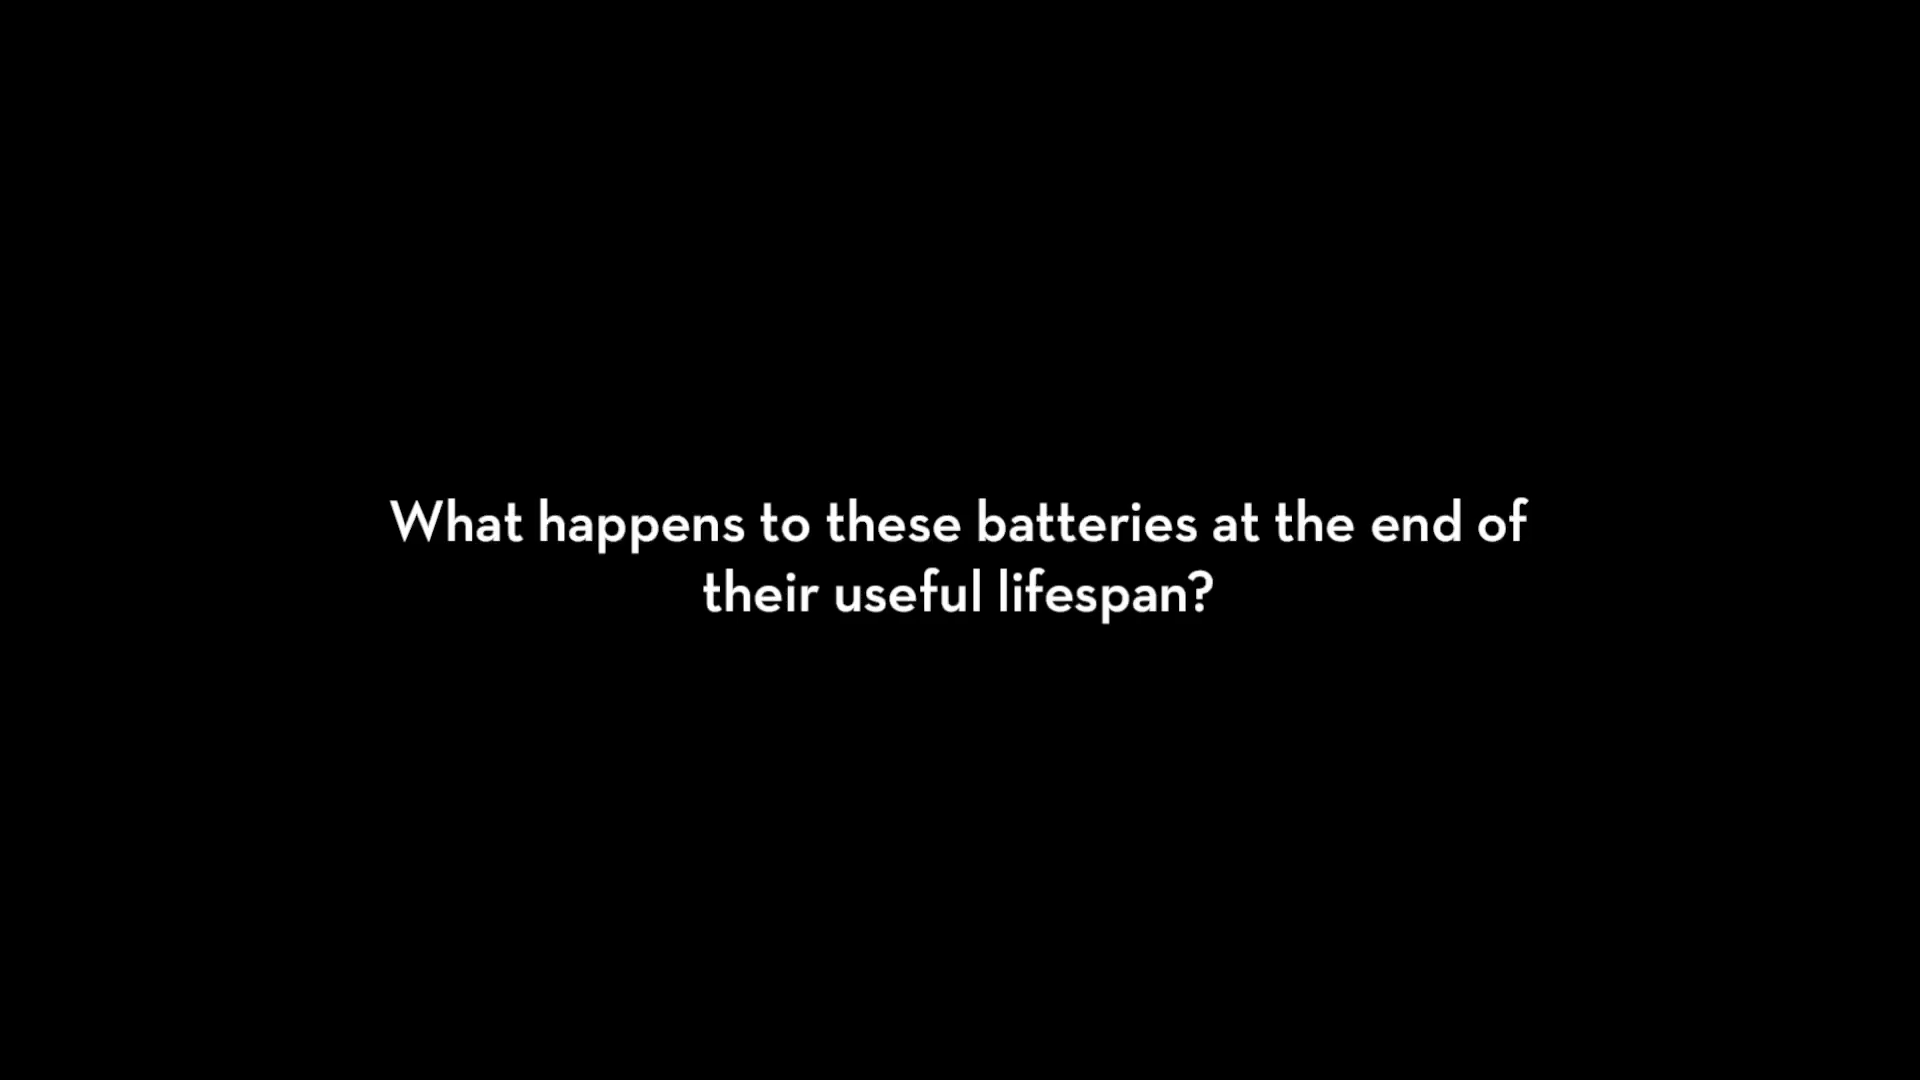 What happens to these batteries at the end of
their useful lifespan?